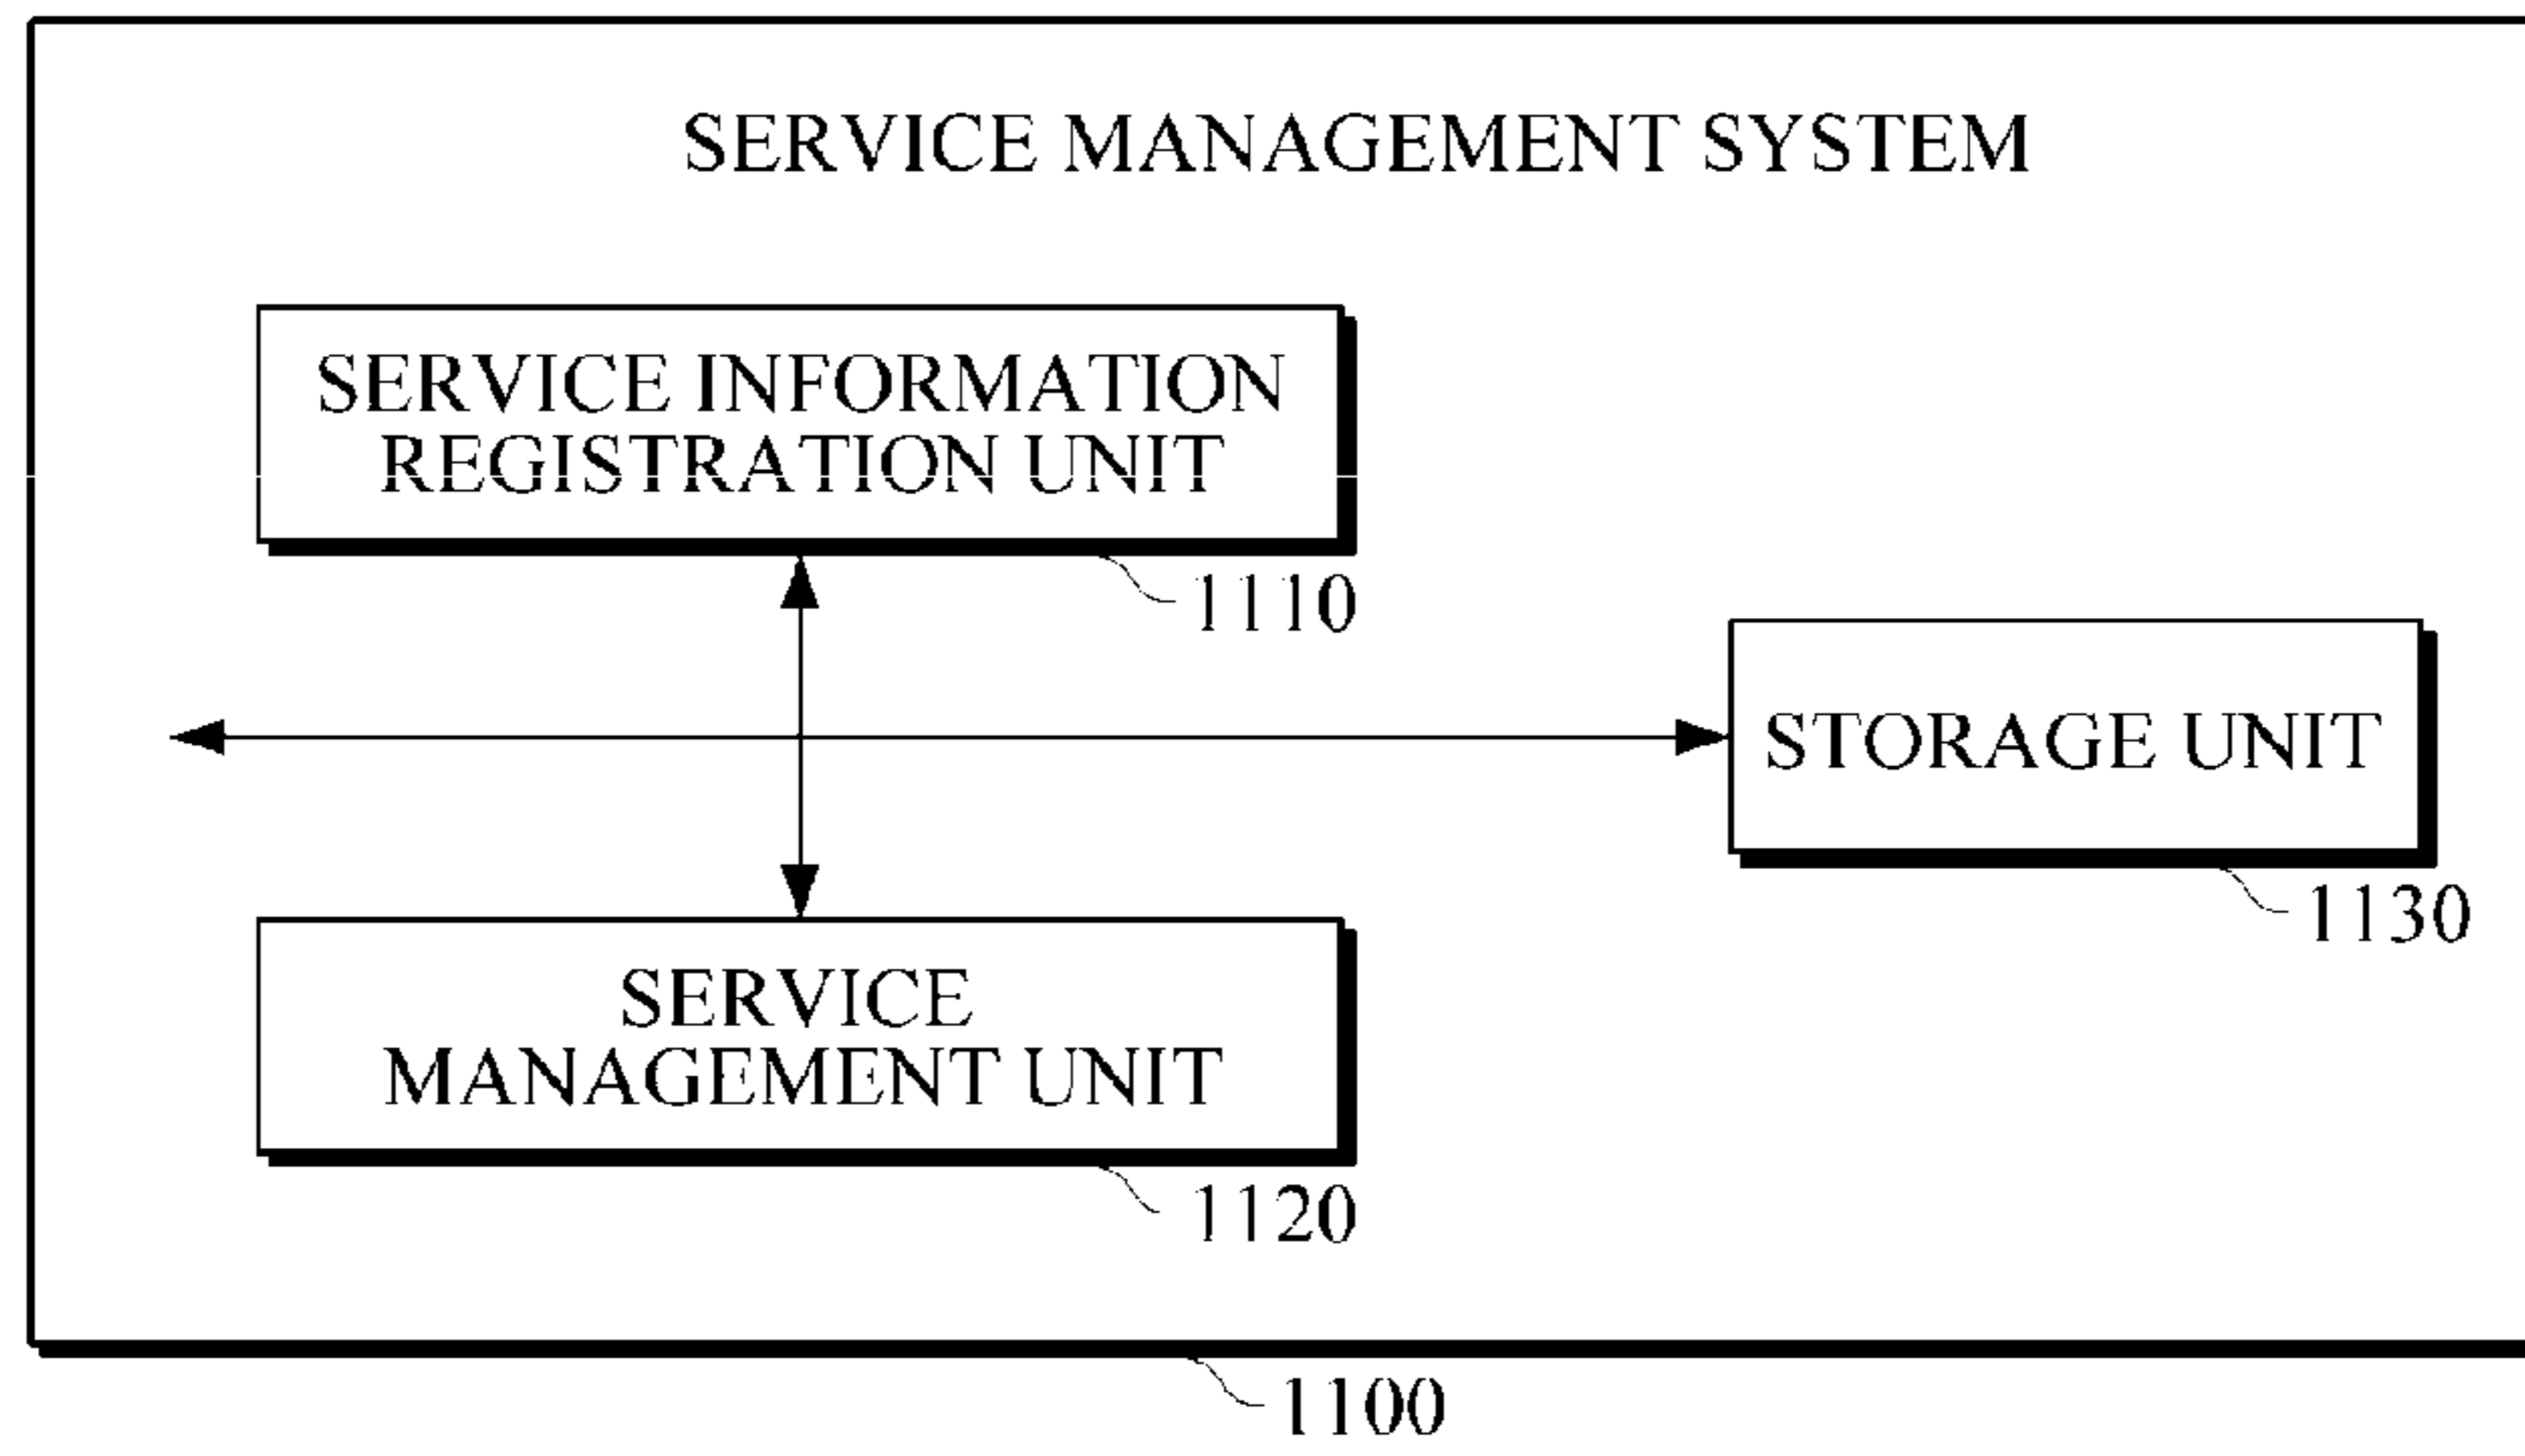 SERVICE MANAGEMENT SYSTEM
SERVICE INFORMATION
REGISTRATION UNIT
1110
STORAGE UNIT
1130
SERVICE
MANAGEMENT UNIT
1120
1100